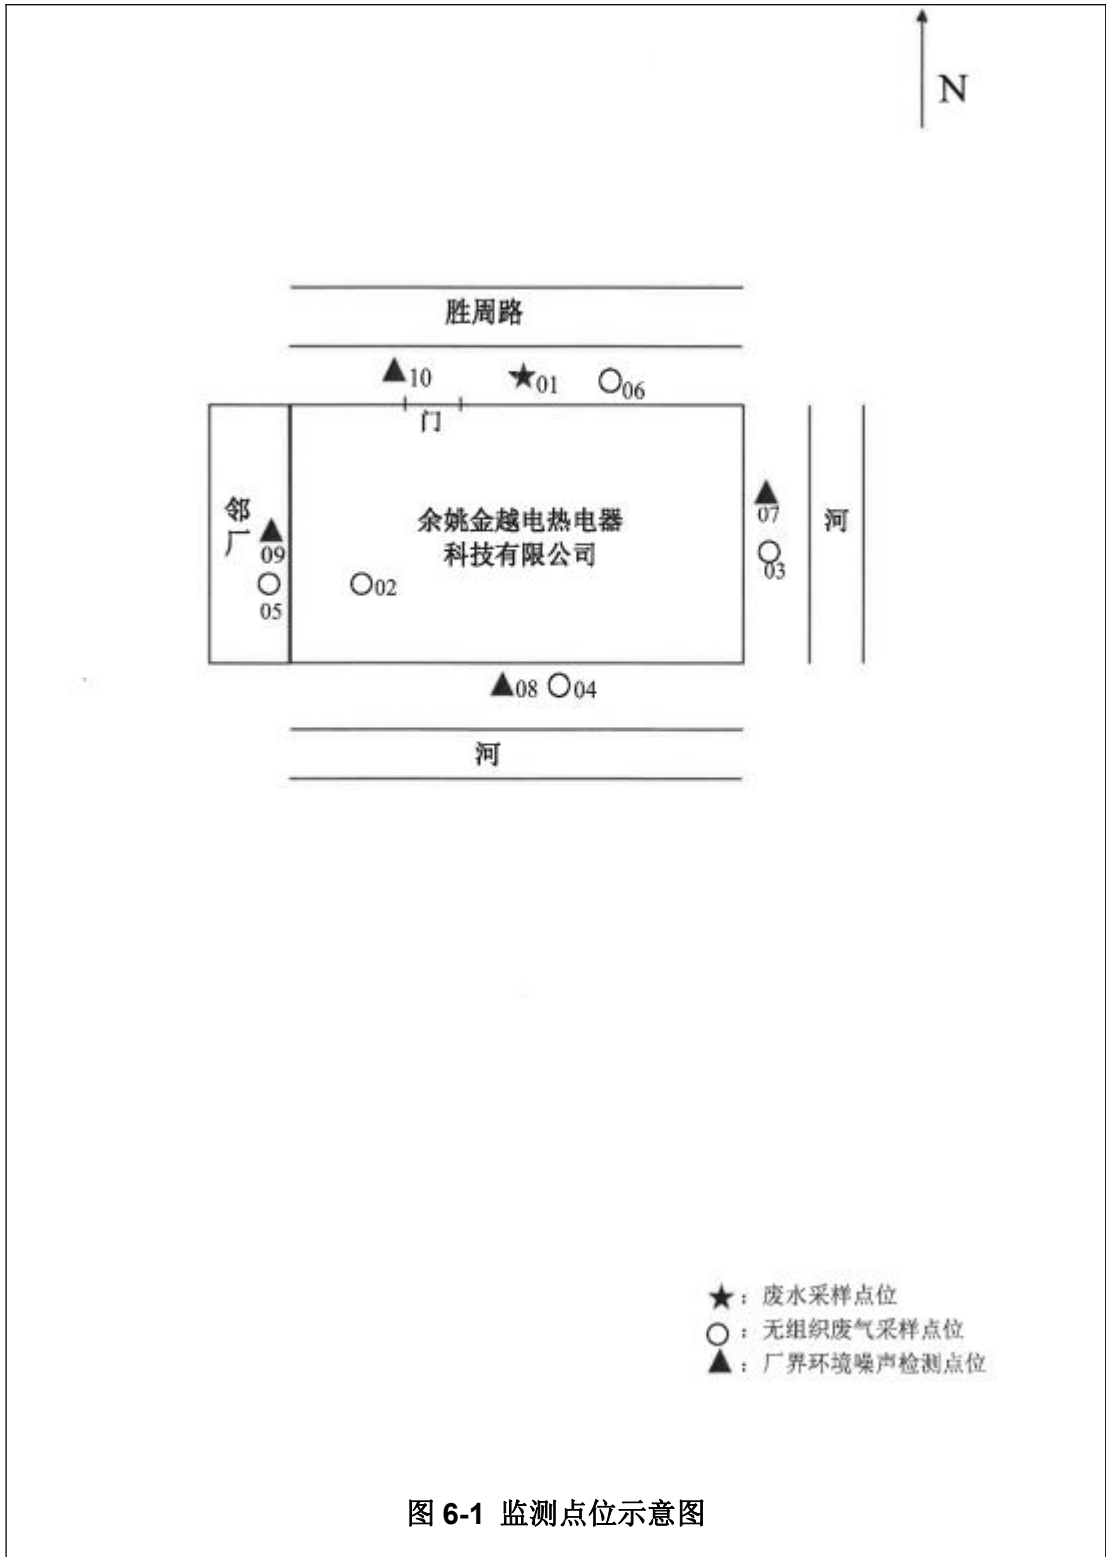 N
胜周路
▲10 ★01 ○06
门
邻厂
余姚金越电热电器
科技有限公司
▲07
河
▲09
○03
○05
○02
▲08 ○04
河
★：废水采样点位
○：无组织废气采样点位
▲：厂界环境噪声检测点位
图 6-1 监测点位示意图